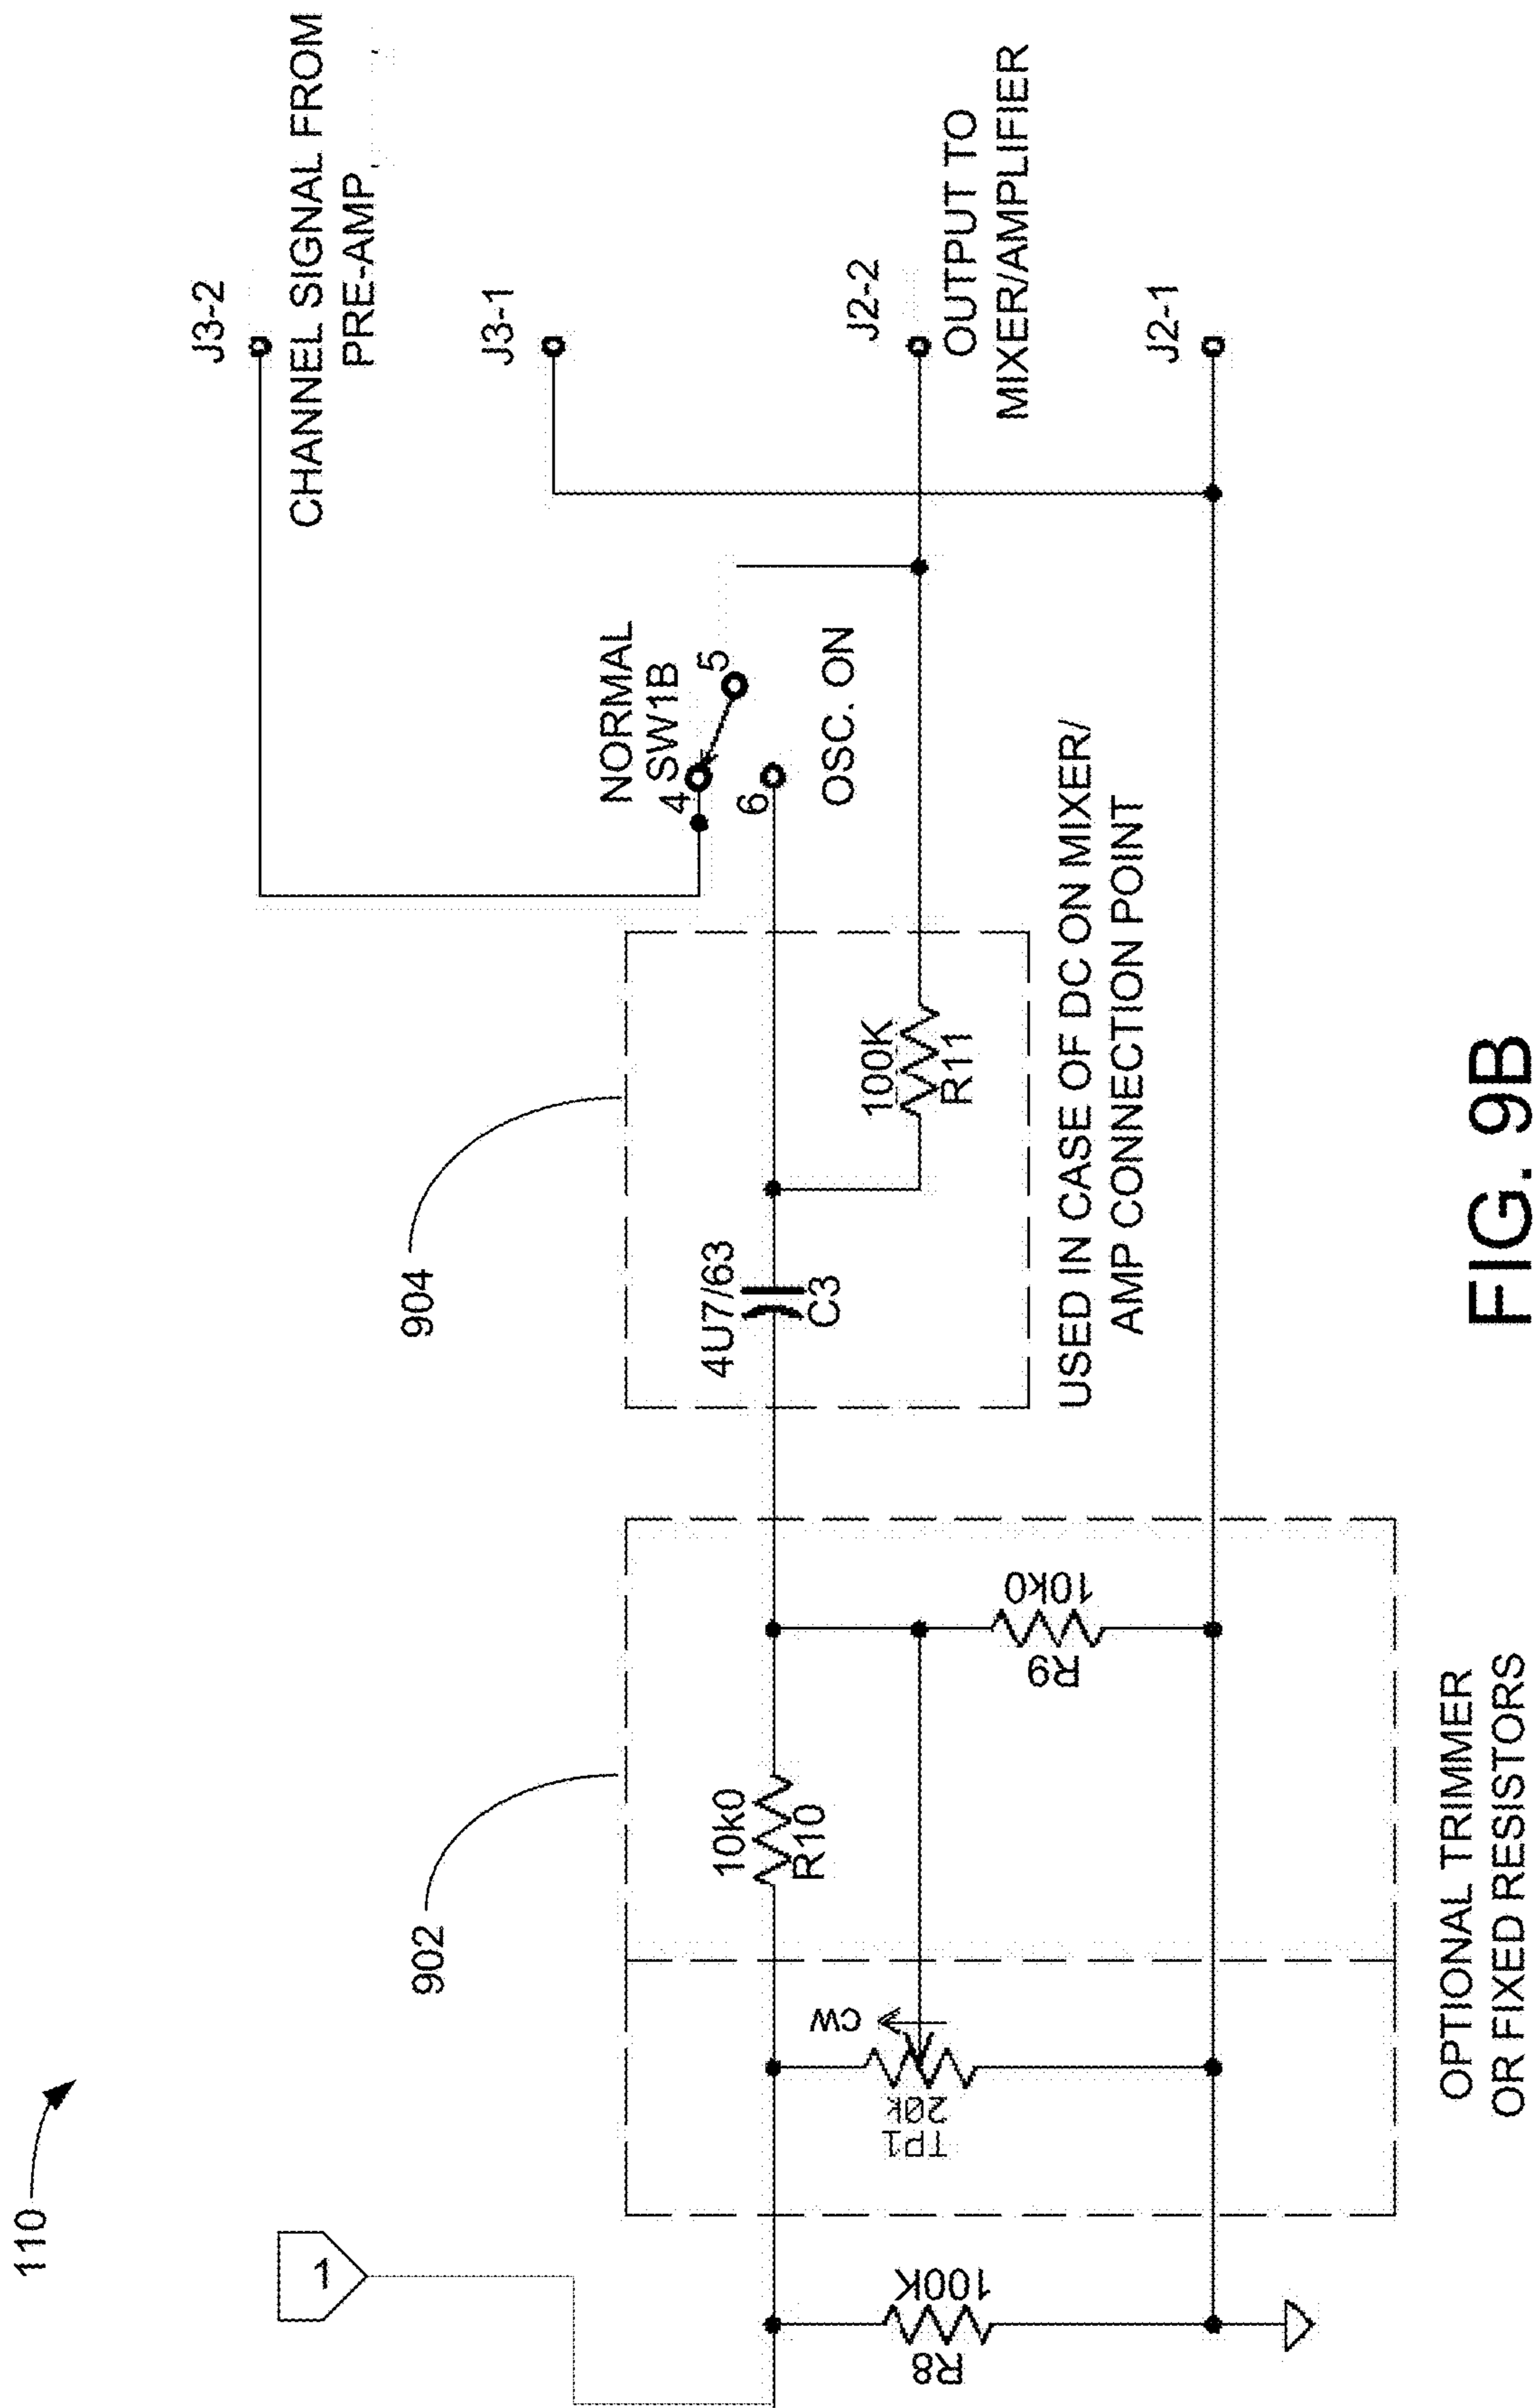 110
1
R8
100K
902
TP1
20k
CW
10k0
R10
R9
10k0
OPTIONAL TRIMMER
OR FIXED RESISTORS
904
4U7/63
C3
100K
R11
USED IN CASE OF DC ON MIXER/
AMP CONNECTION POINT
NORMAL
SW1B
4
5
6
OSC. ON
J3-2
CHANNEL SIGNAL FROM
PRE-AMP
J3-1
J2-2
OUTPUT TO
MIXER/AMPLIFIER
J2-1
FIG. 9B